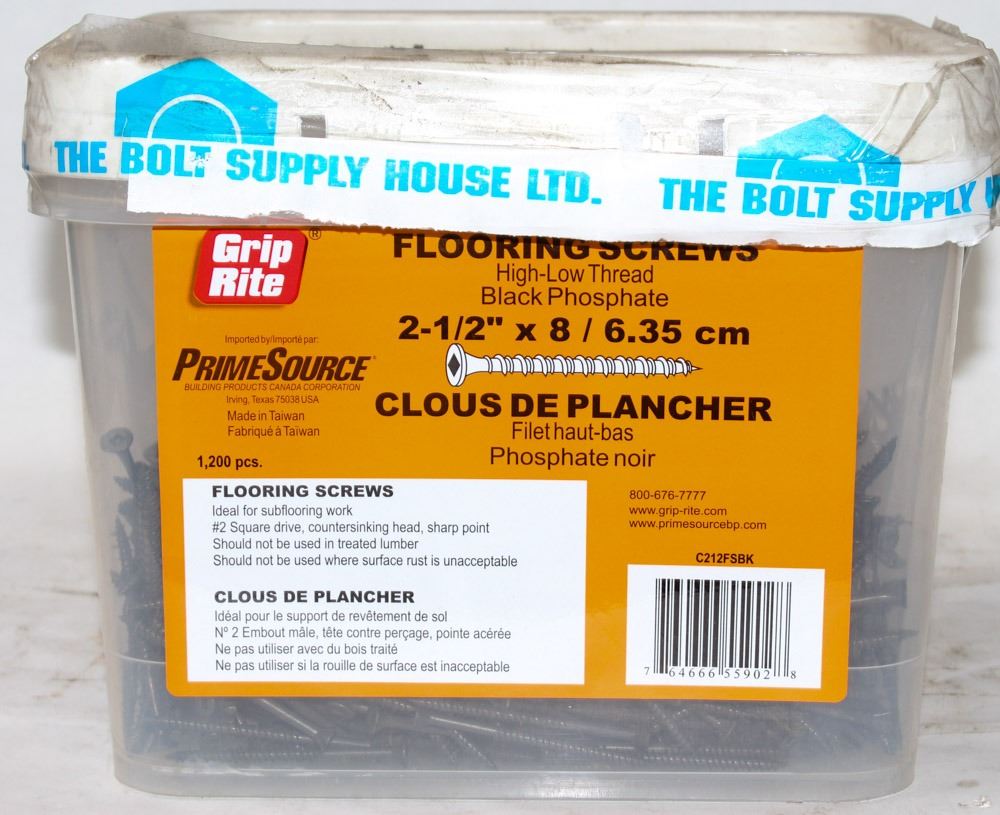 THE BOLT SUPPLY HOUSE LTD.
THE BOLT SUPPLY
Grip
Rite®
FLOORING SCREWS
High-Low Thread
Black Phosphate
2-1/2" x 8 / 6.35 cm
Imported by/Importé par:
PRIMESOURCE®
BUILDING PRODUCTS CANADA CORPORATION
Irving, Texas 75038 USA
Made in Taiwan
Fabriqué à Taïwan
1,200 pcs.
CLOUS DE PLANCHER
Filet haut-bas
Phosphate noir
FLOORING SCREWS
Ideal for subflooring work
#2 Square drive, countersinking head, sharp point
Should not be used in treated lumber
Should not be used where surface rust is unacceptable
CLOUS DE PLANCHER
Idéal pour le support de revêtement de sol
Nº 2 Embout mâle, tête contre perçage, pointe acérée
Ne pas utiliser avec du bois traité
Ne pas utiliser si la rouille de surface est inacceptable
800-676-7777
www.grip-rite.com
www.primesourcebp.com
C212FSBK
7 64666 55902 8